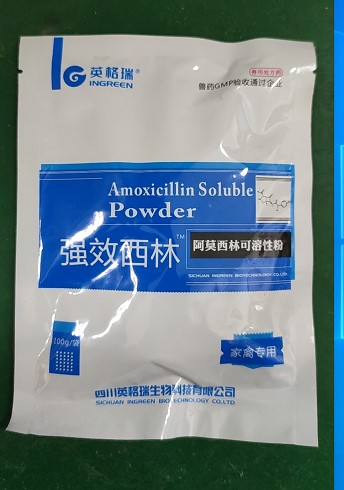 英格瑞®
INGREEN
兽用处方药
兽药GMP验收通过企业
Amoxicillin Soluble
Powder
强效西林™
阿莫西林可溶性粉
SICHUAN INGREEN BIOTECHNOLOGY CO.,LTD
100g/袋
家禽专用
四川英格瑞生物科技有限公司
SICHUAN INGREEN BIOTECHNOLOGY CO.,LTD